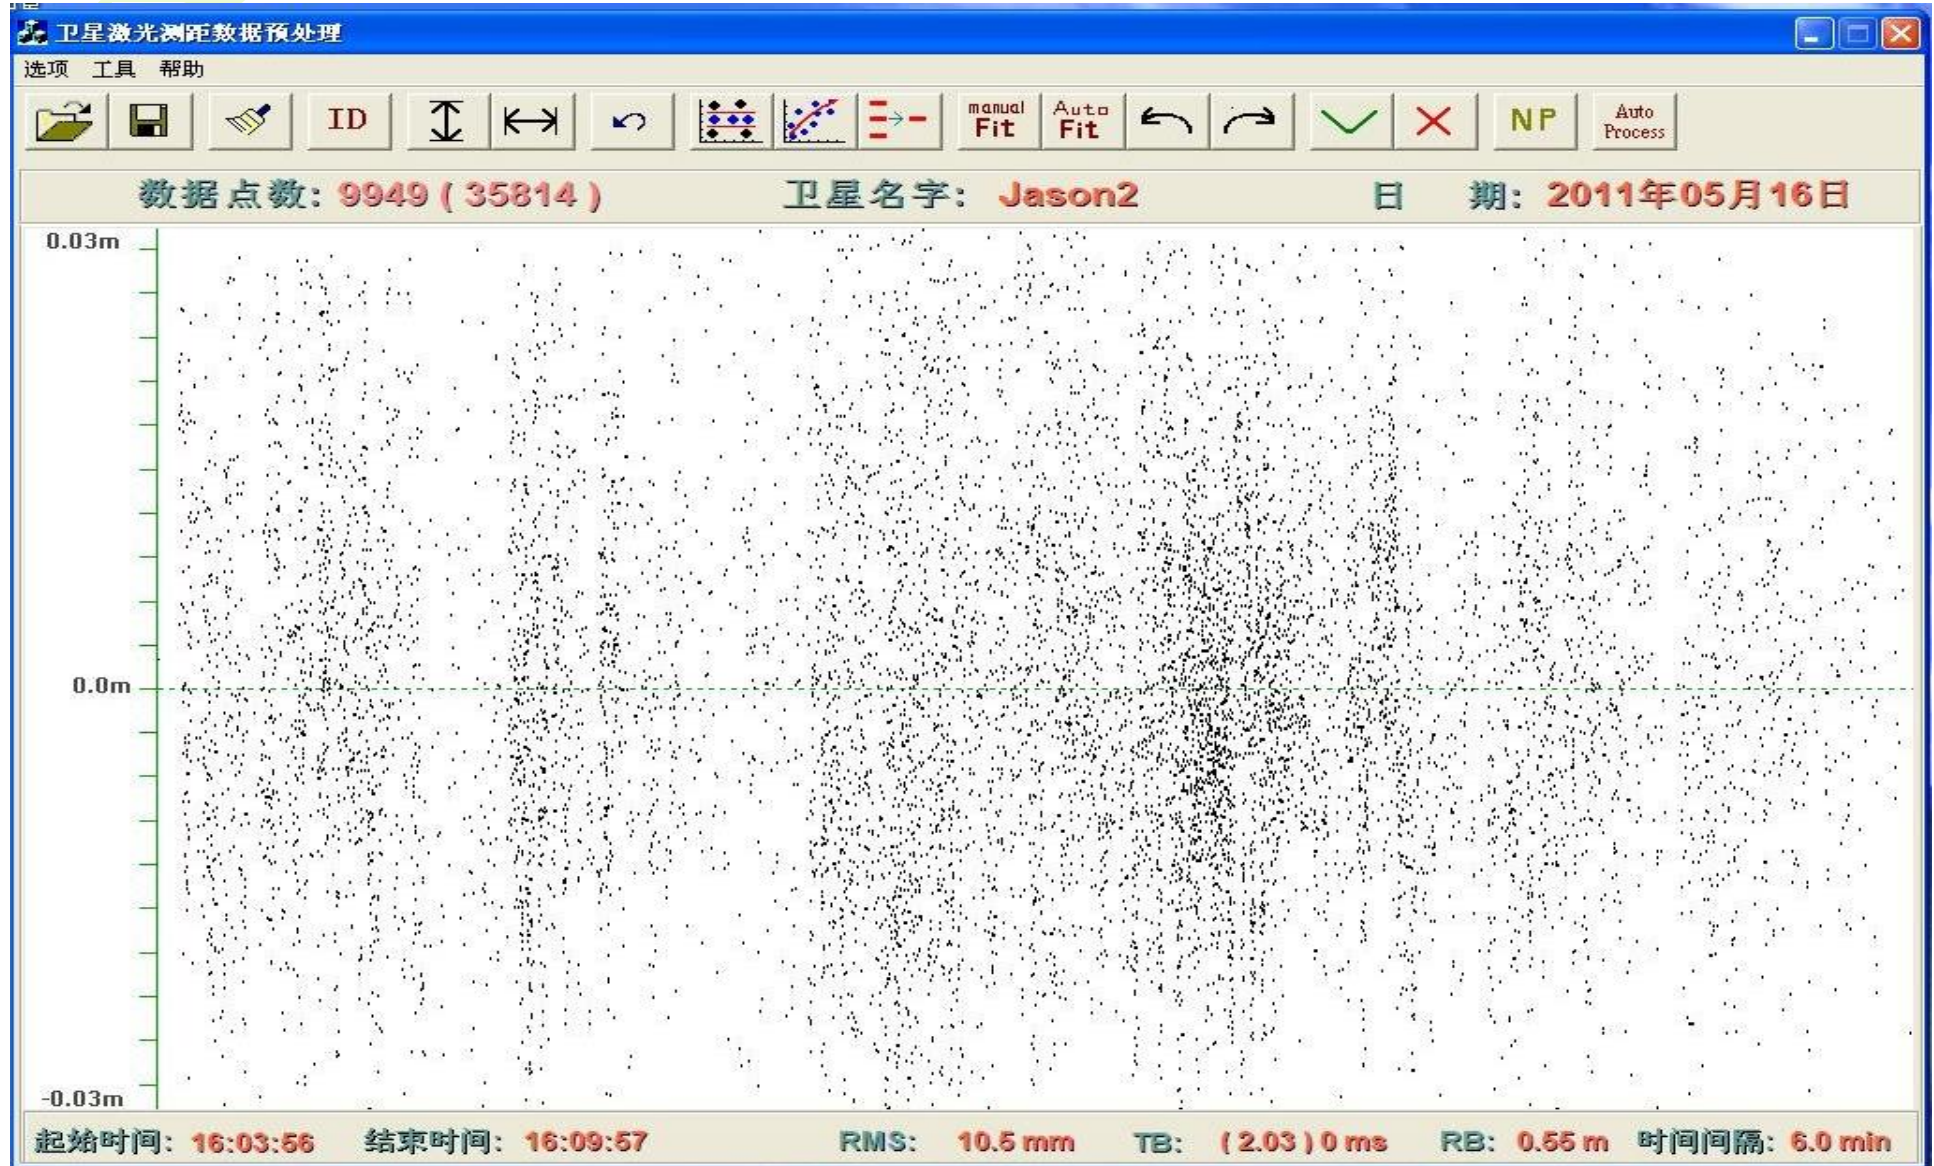 卫星激光测距数据预处理
选项 工具 帮助
ID manual Fit Auto Fit NP Auto Process
数据点数: 9949 ( 35814 ) 卫星名字: Jason2 日 期: 2011年05月16日
0.03m
0.0m
-0.03m
起始时间: 16:03:56 结束时间: 16:09:57 RMS: 10.5 mm TB: ( 2.03 ) 0 ms RB: 0.55 m 时间间隔: 6.0 min